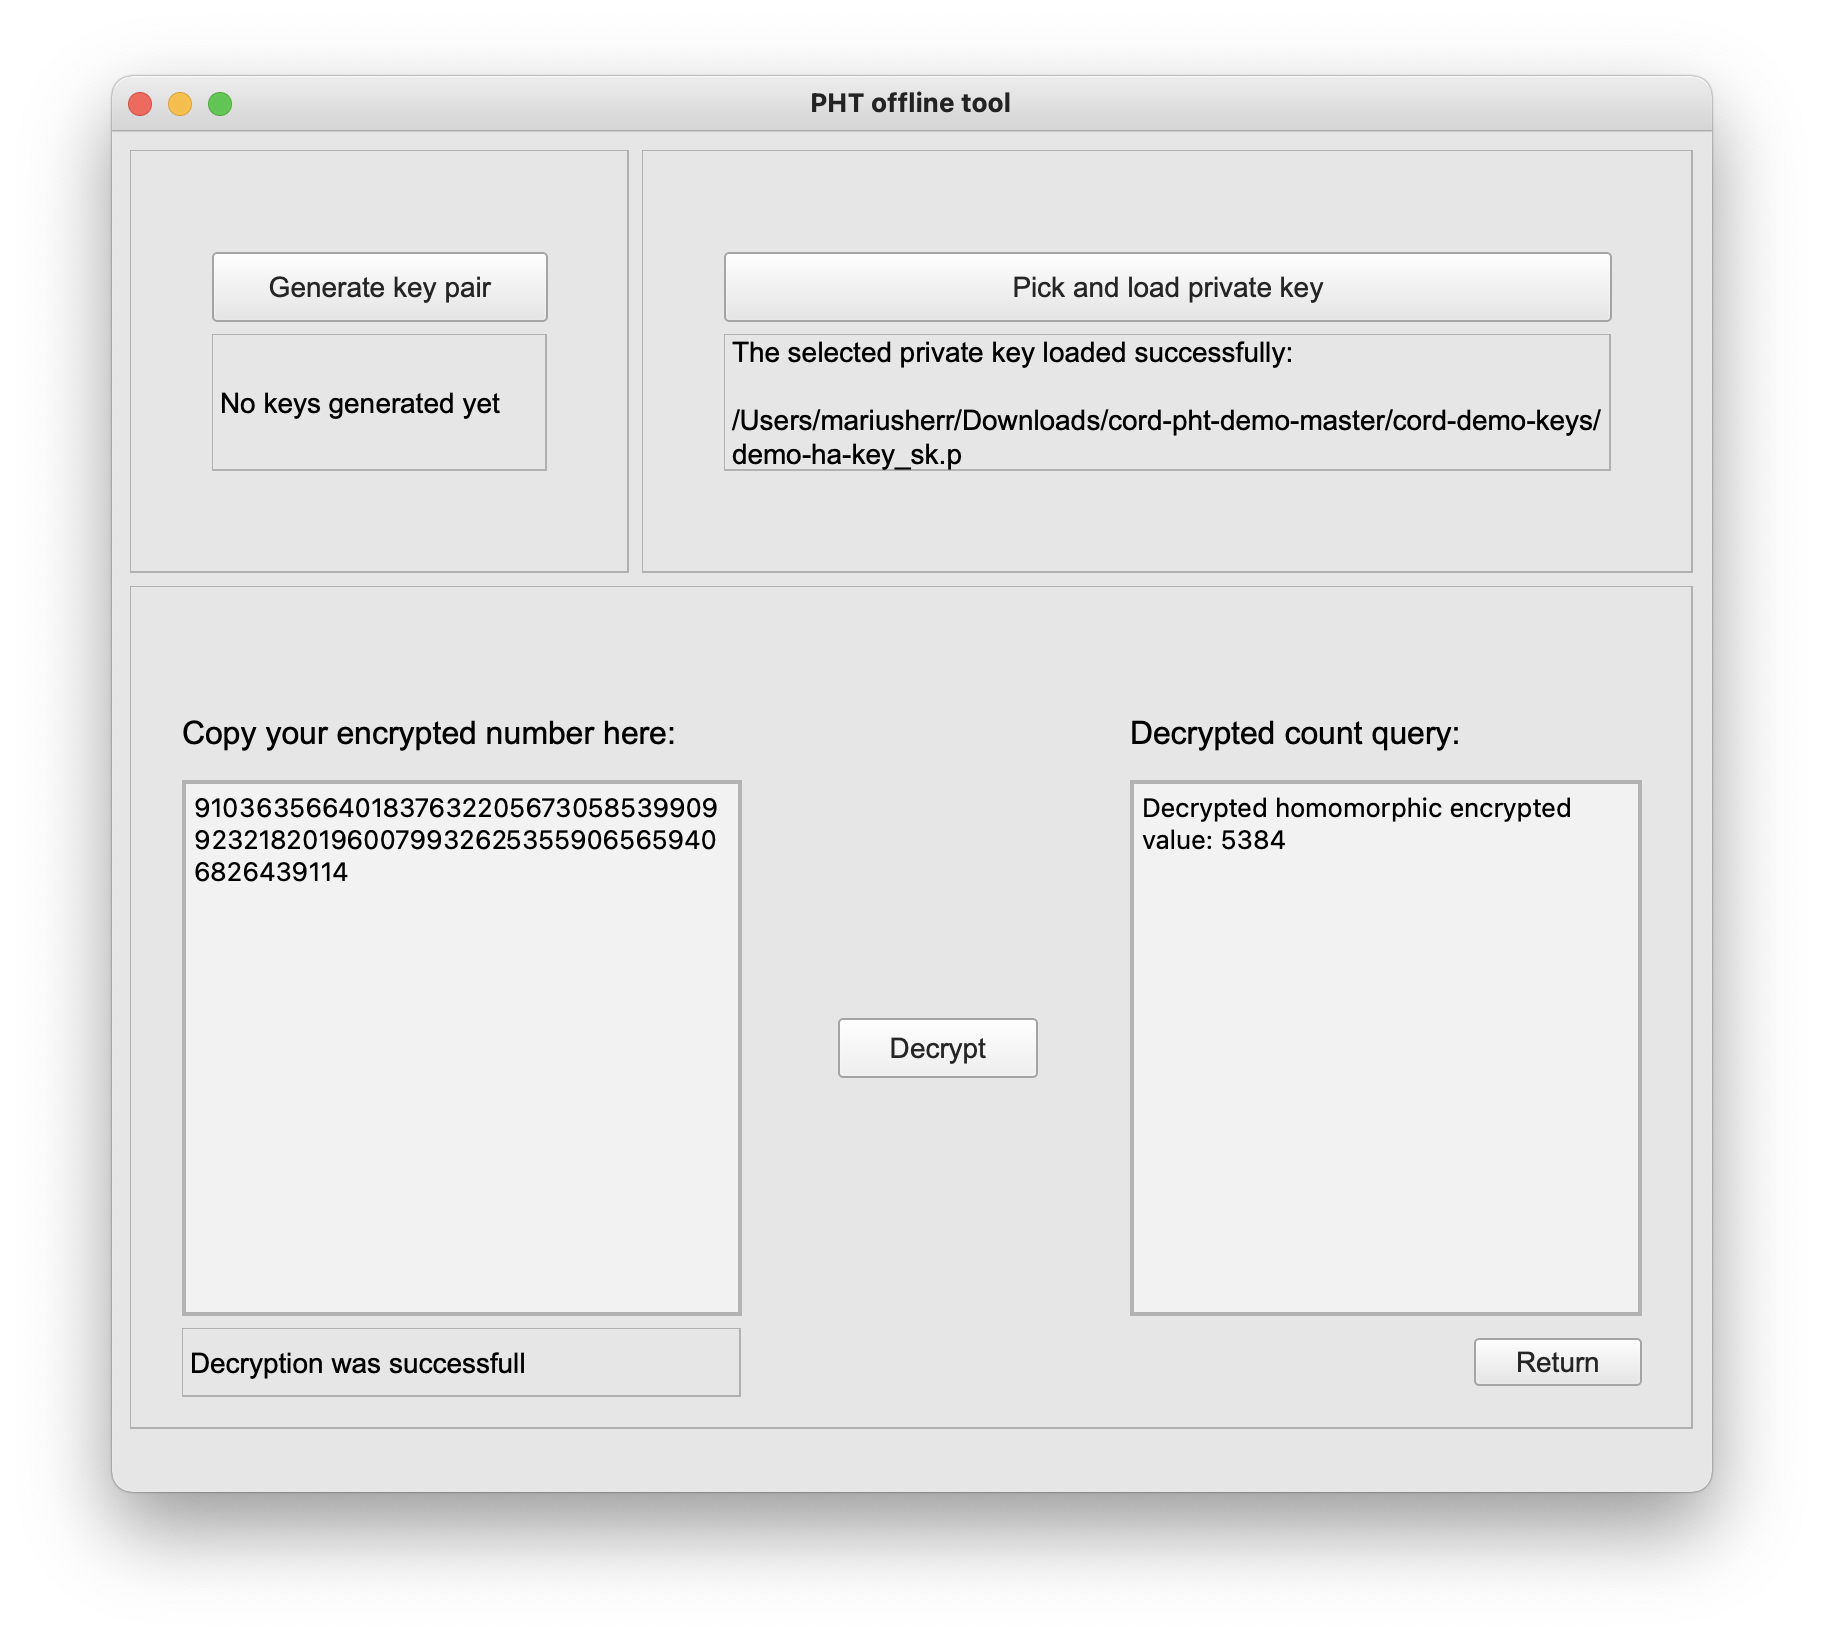 PHT offline tool
Generate key pair
No keys generated yet
Pick and load private key
The selected private key loaded successfully:
/Users/mariusherr/Downloads/cord-pht-demo-master/cord-demo-keys/
demo-ha-key_sk.p
Copy your encrypted number here:
9103635664018376322056730585399099
923218201960079932625355906565940
6826439114
Decrypt
Decryption was successfull
Decrypted count query:
Decrypted homomorphic encrypted
value: 5384
Return